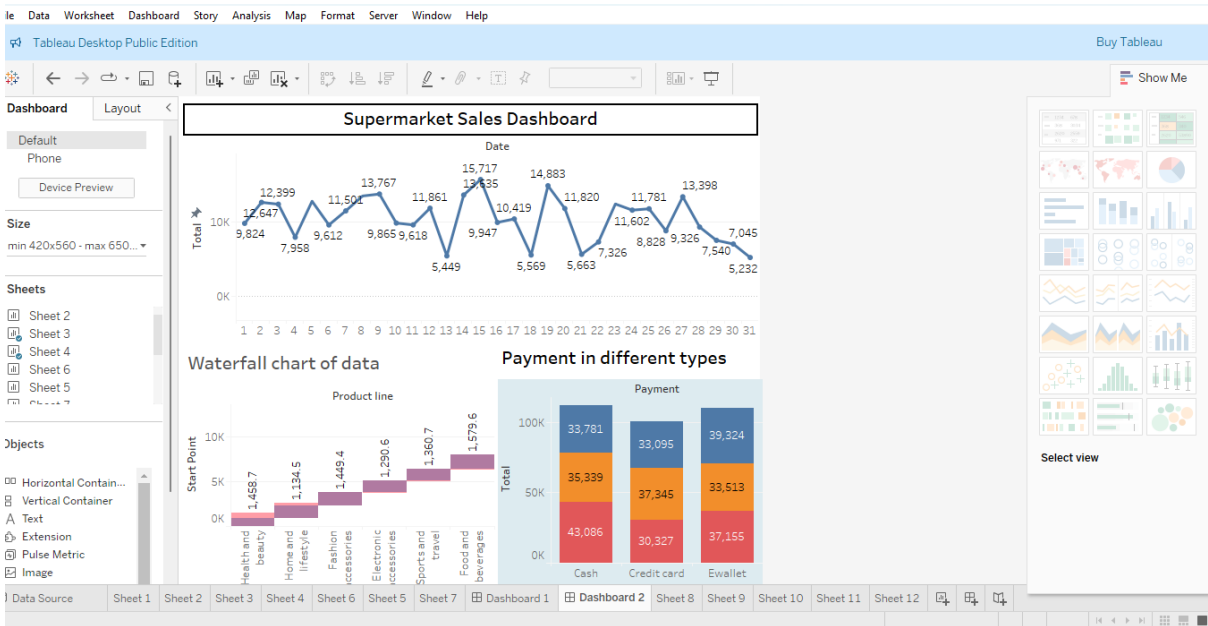 Data Worksheet Dashboard Story Analysis Map Format Server Window Help
Tableau Desktop Public Edition
Buy Tableau
Show Me
Dashboard Layout
Default
Phone
Device Preview
Size
min 420x560 - max 650...
Sheets
Sheet 2
Sheet 3
Sheet 4
Sheet 6
Sheet 5
Objects
Horizontal Contain...
Vertical Container
A Text
Extension
Pulse Metric
Image
Supermarket Sales Dashboard
Date
Total
10K
0K
9,824
12,647
12,399
7,958
9,612
11,501
13,767
9,865
9,618
11,861
5,449
13,635
15,717
9,947
10,419
5,569
14,883
11,820
5,663
7,326
11,602
11,781
8,828
13,398
9,326
7,540
7,045
5,232
1 2 3 4 5 6 7 8 9 10 11 12 13 14 15 16 17 18 19 20 21 22 23 24 25 26 27 28 29 30 31
Waterfall chart of data
Product line
Start Point
10K
5K
0K
1,458.7
1,134.5
1,449.4
1,290.6
1,360.7
1,579.6
Health and
beauty
Home and
lifestyle
Fashion
accessories
Electronic
accessories
Sports and
travel
Food and
beverages
Payment in different types
Payment
Total
100K
50K
0K
33,781
35,339
43,086
33,095
37,345
30,327
39,324
33,513
37,155
Cash Credit card Ewallet
Select view
Data Source Sheet 1 Sheet 2 Sheet 3 Sheet 4 Sheet 6 Sheet 5 Sheet 7 Dashboard 1 Dashboard 2 Sheet 8 Sheet 9 Sheet 10 Sheet 11 Sheet 12